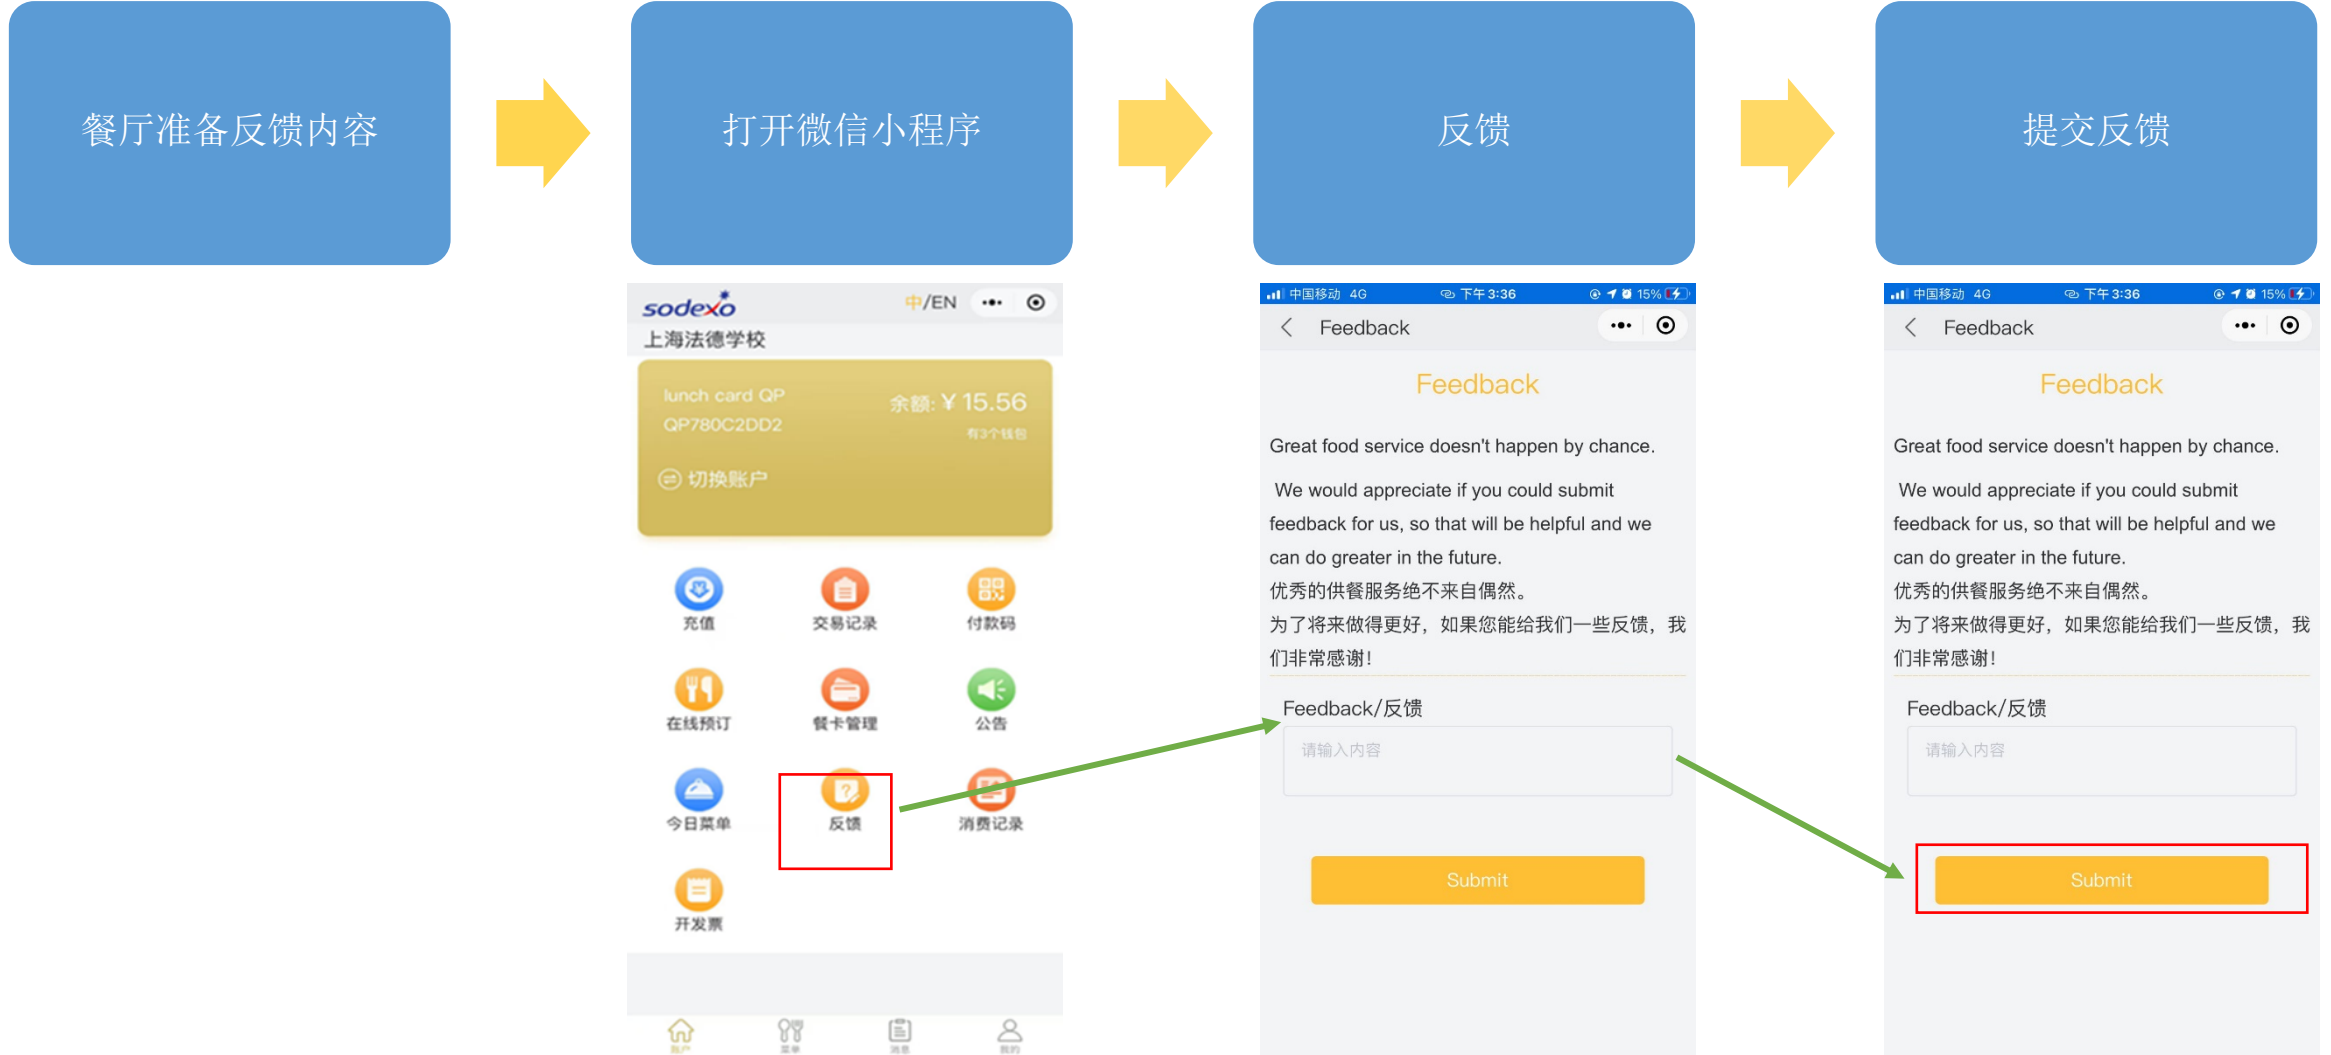 餐厅准备反馈内容
打开微信小程序
反馈
提交反馈
sodexo
中/EN
上海法德学校
lunch card QP
余额: ¥ 15.56
QP780C2DD2
有3个钱包
切换账户
充值
交易记录
付款码
在线预订
餐卡管理
公告
今日菜单
反馈
消费记录
开发票
账户
菜单
消息
我的
中国移动 4G
下午3:36
15%
Feedback
Feedback
Great food service doesn't happen by chance.
We would appreciate if you could submit
feedback for us, so that will be helpful and we
can do greater in the future.
优秀的供餐服务绝不来自偶然。
为了将来做得更好，如果您能给我们一些反馈，我
们非常感谢！
Feedback/反馈
请输入内容
Submit
中国移动 4G
下午3:36
15%
Feedback
Feedback
Great food service doesn't happen by chance.
We would appreciate if you could submit
feedback for us, so that will be helpful and we
can do greater in the future.
优秀的供餐服务绝不来自偶然。
为了将来做得更好，如果您能给我们一些反馈，我
们非常感谢！
Feedback/反馈
请输入内容
Submit